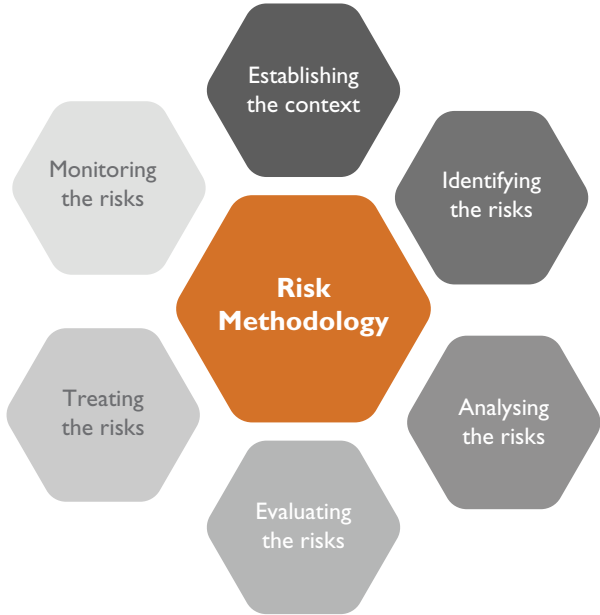 Establishing
the context
Identifying
the risks
Analysing
the risks
Evaluating
the risks
Treating
the risks
Monitoring
the risks
Risk
Methodology